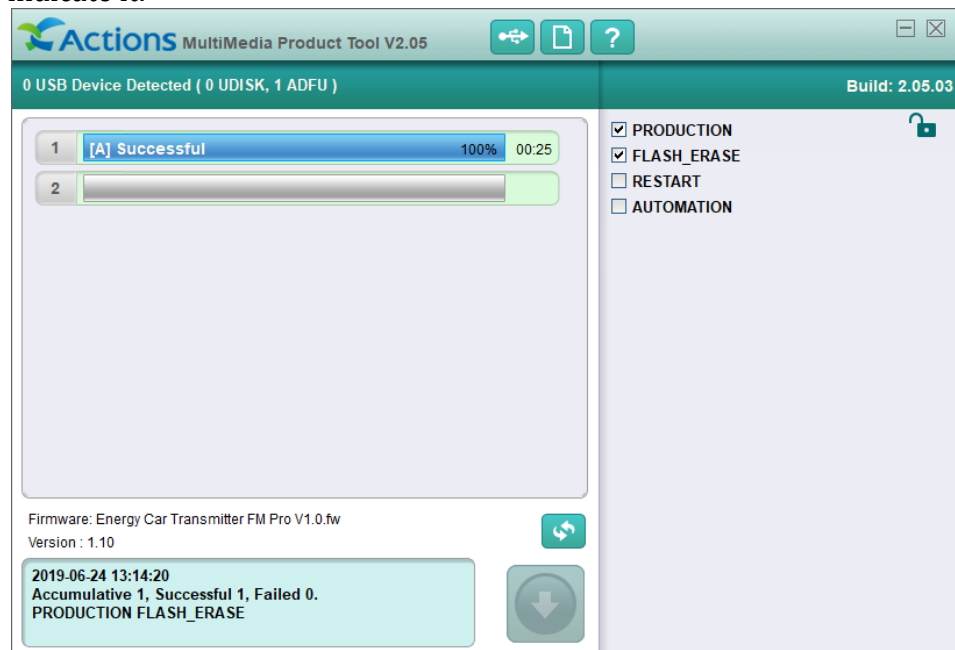 Actions MultiMedia Product Tool V2.05
?
0 USB Device Detected ( 0 UDISK, 1 ADFU )
Build: 2.05.03
1 [A] Successful 100% 00:25
2
PRODUCTION
FLASH_ERASE
RESTART
AUTOMATION
Firmware: Energy Car Transmitter FM Pro V1.0.fw
Version : 1.10
2019-06-24 13:14:20
Accumulative 1, Successful 1, Failed 0.
PRODUCTION FLASH_ERASE